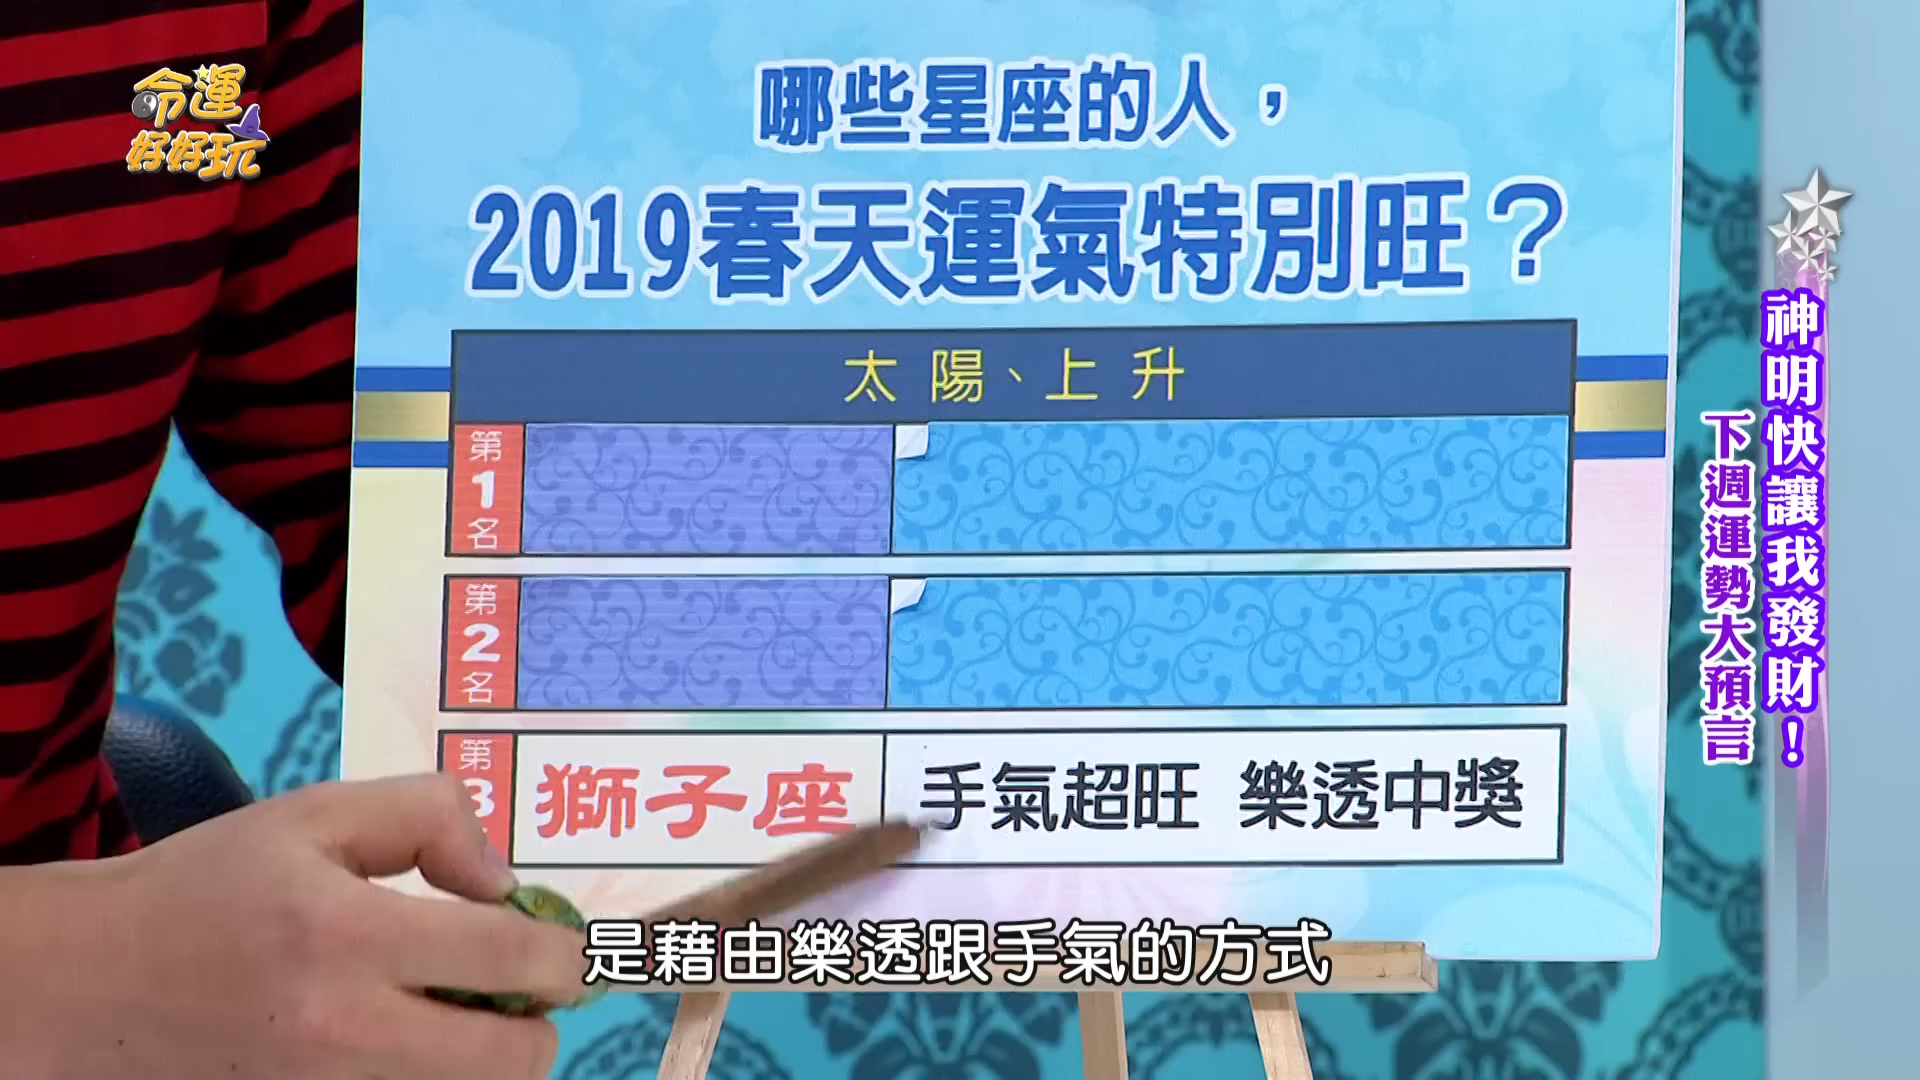 命運
好好玩
哪些星座的人，
2019春天運氣特別旺？
太陽、上升
第1名
第2名
第3
獅子座
手氣超旺 樂透中獎
神明快讓我發財！
下週運勢大預言
是藉由樂透跟手氣的方式